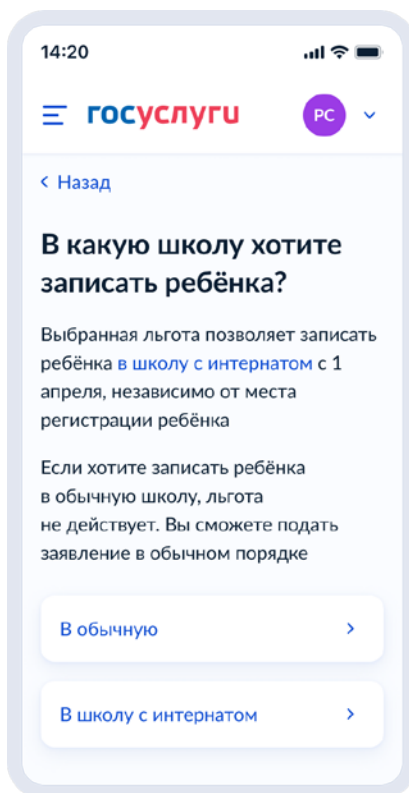 14:20
госуслуги
РС
Назад
В какую школу хотите
записать ребёнка?
Выбранная льгота позволяет записать
ребёнка в школу с интернатом с 1
апреля, независимо от места
регистрации ребёнка
Если хотите записать ребёнка
в обычную школу, льгота
не действует. Вы сможете подать
заявление в обычном порядке
В обычную
В школу с интернатом